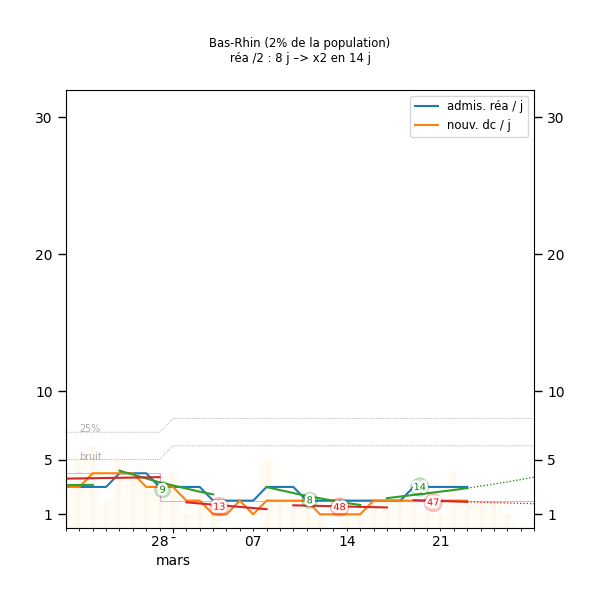 Bas-Rhin (2% de la population)
réa /2 : 8 j –> x2 en 14 j
admis. réa / j
nouv. dc / j
30 30
20 20
10 10
25%
bruit
5 5
9 13 8 48 14 47
1 1
28 07 14 21
mars